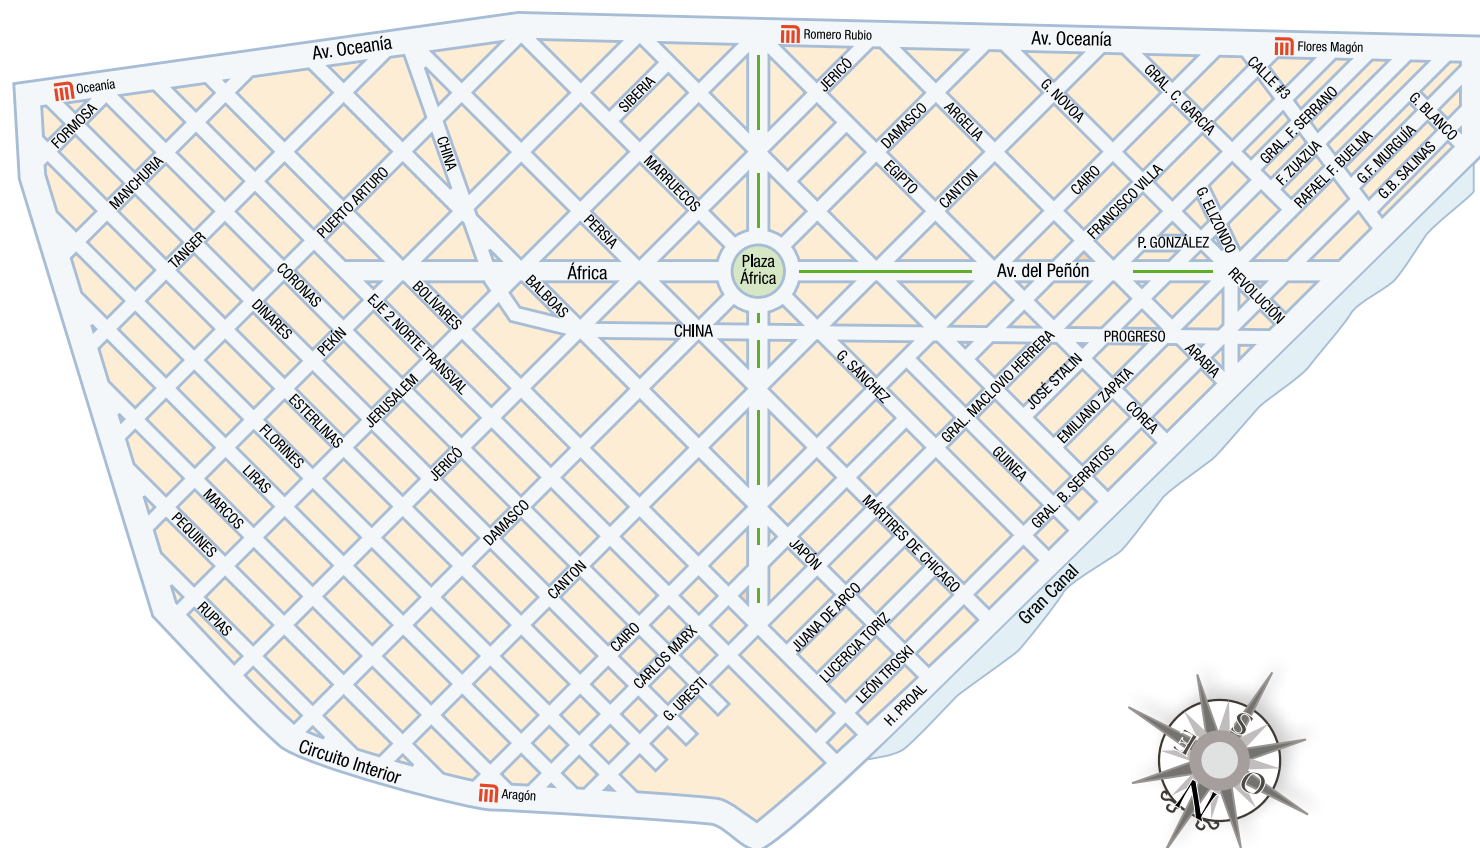 Av. Oceanía
Romero Rubio
Av. Oceanía
Flores Magón
Oceanía
FORMOSA
MANCHURIA
TANGER
PUERTO ARTURO
CHINA
SIBERIA
MARRUECOS
PERSIA
JERICÓ
DAMASCO
ARGELIA
EGIPTO
CANTON
G. NOVOA
CAIRO
GRAL. C. GARCÍA
FRANCISCO VILLA
CALLE #3
GRAL. F. SERRANO
F. ZUAZUA
RAFAEL F. BUELNA
G.F. MURGUÍA
G. BLANCO
G.B. SALINAS
G. ELIZONDO
P. GONZÁLEZ
REVOLUCIÓN
Plaza
África
África
Av. del Peñón
CORONAS
DINARES
PEKÍN
EJE 2 NORTE TRANSVAL
BOLÍVARES
BALBOAS
CHINA
PROGRESO
ARABIA
G. SANCHEZ
GRAL. MACLOVIO HERRERA
JOSÉ STALIN
EMILIANO ZAPATA
COREA
GUINEA
GRAL. B. SERRATOS
ESTERLINAS
JERUSALEM
FLORINES
LIRAS
MARCOS
PEQUINES
RUPIAS
JERICÓ
DAMASCO
CANTON
CAIRO
CARLOS MARX
G. URESTI
JAPÓN
MÁRTIRES DE CHICAGO
JUANA DE ARCO
LUCERCIA TORIZ
LEÓN TROSKI
H. PROAL
Gran Canal
Circuito Interior
Aragón
S
E
O
N